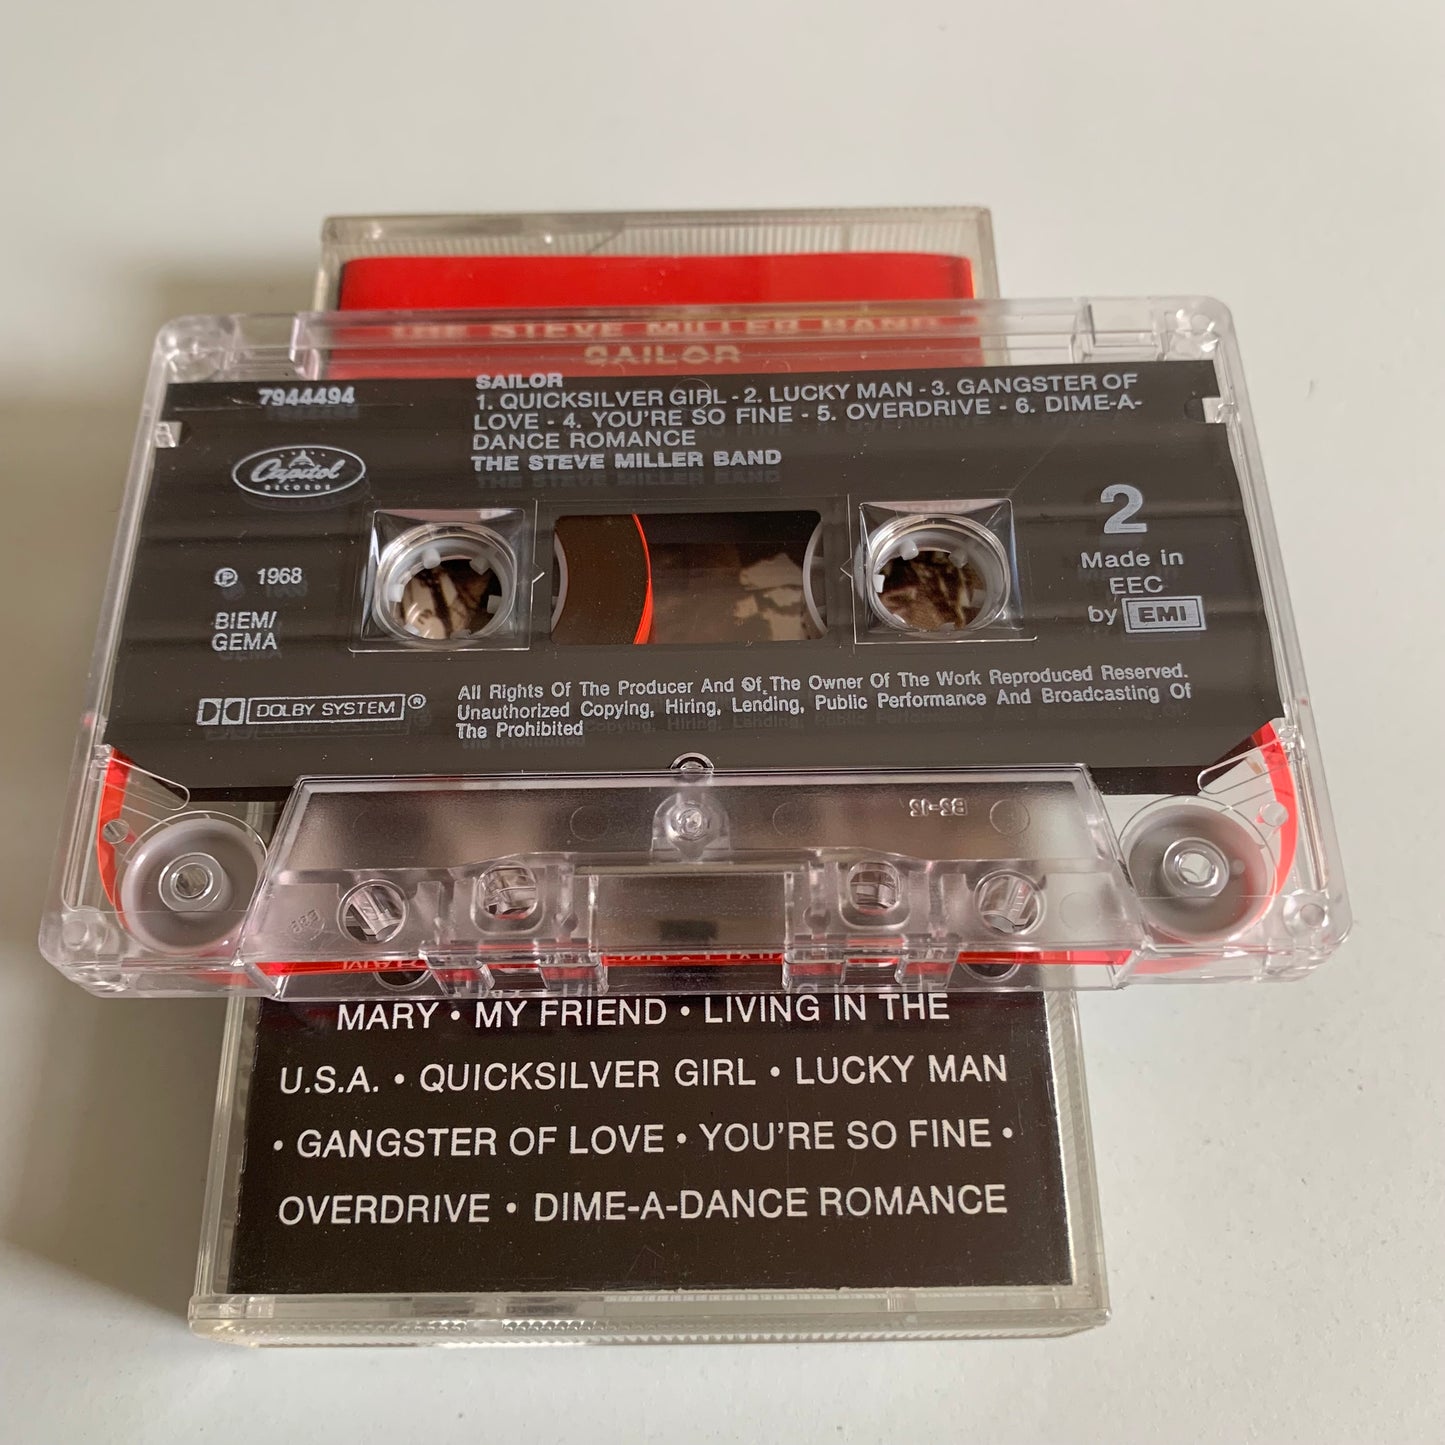 THE STEVE MILLER BAND
SAILOR
7944494
SAILOR
1. QUICKSILVER GIRL - 2. LUCKY MAN - 3. GANGSTER OF
LOVE - 4. YOU'RE SO FINE - 5. OVERDRIVE - 6. DIME-A-
DANCE ROMANCE
THE STEVE MILLER BAND
Capitol
RECORDS
2
Made in
EEC
by EMI
℗ 1968
BIEM/
GEMA
DOLBY SYSTEM ®
All Rights Of The Producer And Of The Owner Of The Work Reproduced Reserved.
Unauthorized Copying, Hiring, Lending, Public Performance And Broadcasting Of
The Prohibited
MARY • MY FRIEND • LIVING IN THE
U.S.A. • QUICKSILVER GIRL • LUCKY MAN
• GANGSTER OF LOVE • YOU'RE SO FINE •
OVERDRIVE • DIME-A-DANCE ROMANCE